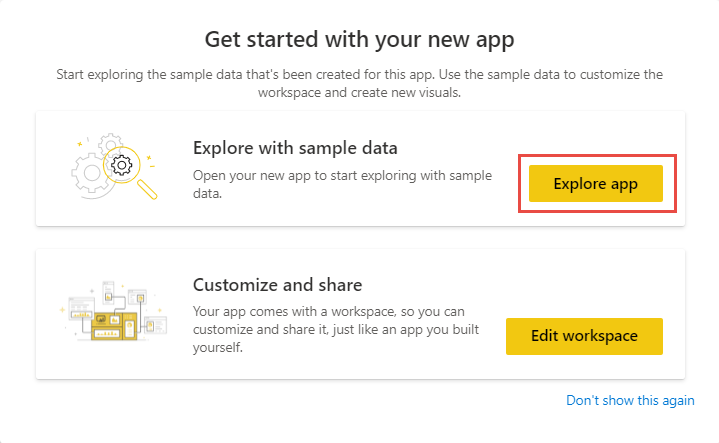 Get started with your new app
Start exploring the sample data that's been created for this app. Use the sample data to customize the
workspace and create new visuals.
Explore with sample data
Open your new app to start exploring with sample
data.
Explore app
Customize and share
Your app comes with a workspace, so you can
customize and share it, just like an app you built
yourself.
Edit workspace
Don't show this again